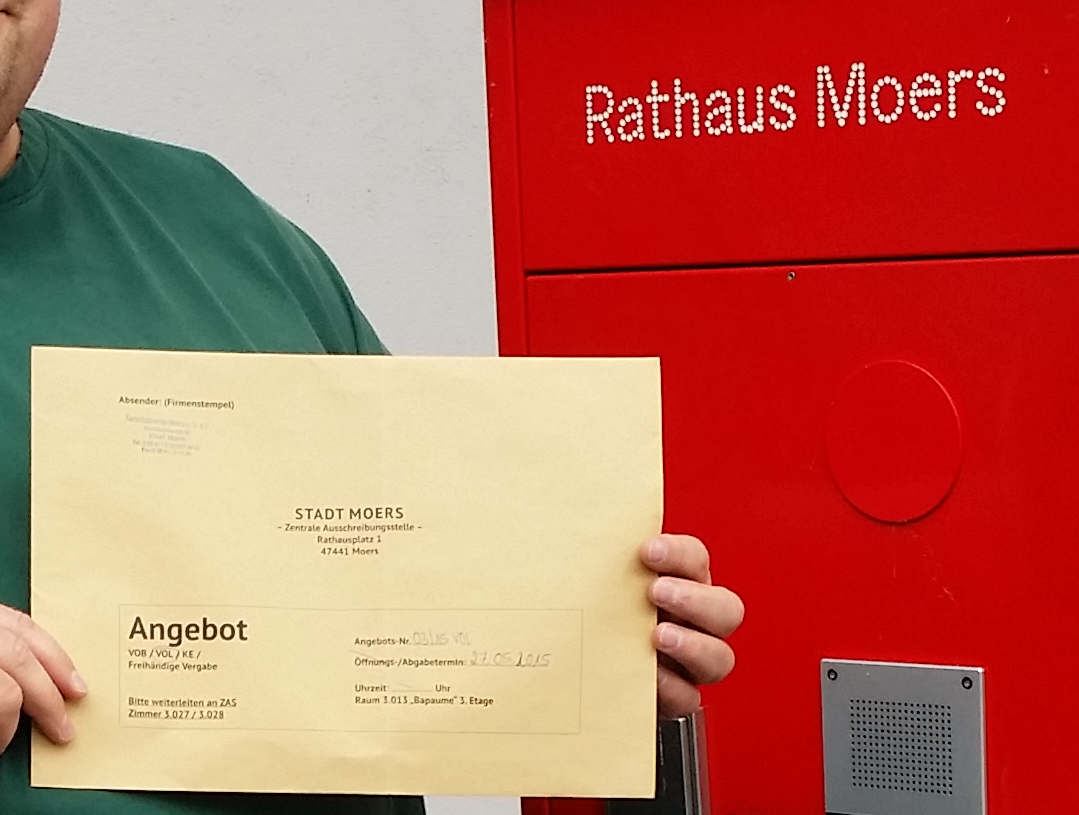 Rathaus Moers
Absender: (Firmenstempel)
47441 Moers
STADT MOERS
– Zentrale Ausschreibungsstelle –
Rathausplatz 1
47441 Moers
Angebot
VOB / VOL / KE /
Freihändige Vergabe
Bitte weiterleiten an ZAS
Zimmer 3.027 / 3.028
Angebots-Nr. 03/15 VOL
Öffnungs-/Abgabetermin: 27.05.2015
Uhrzeit: Uhr
Raum 3.013 „Bapaume“ 3. Etage